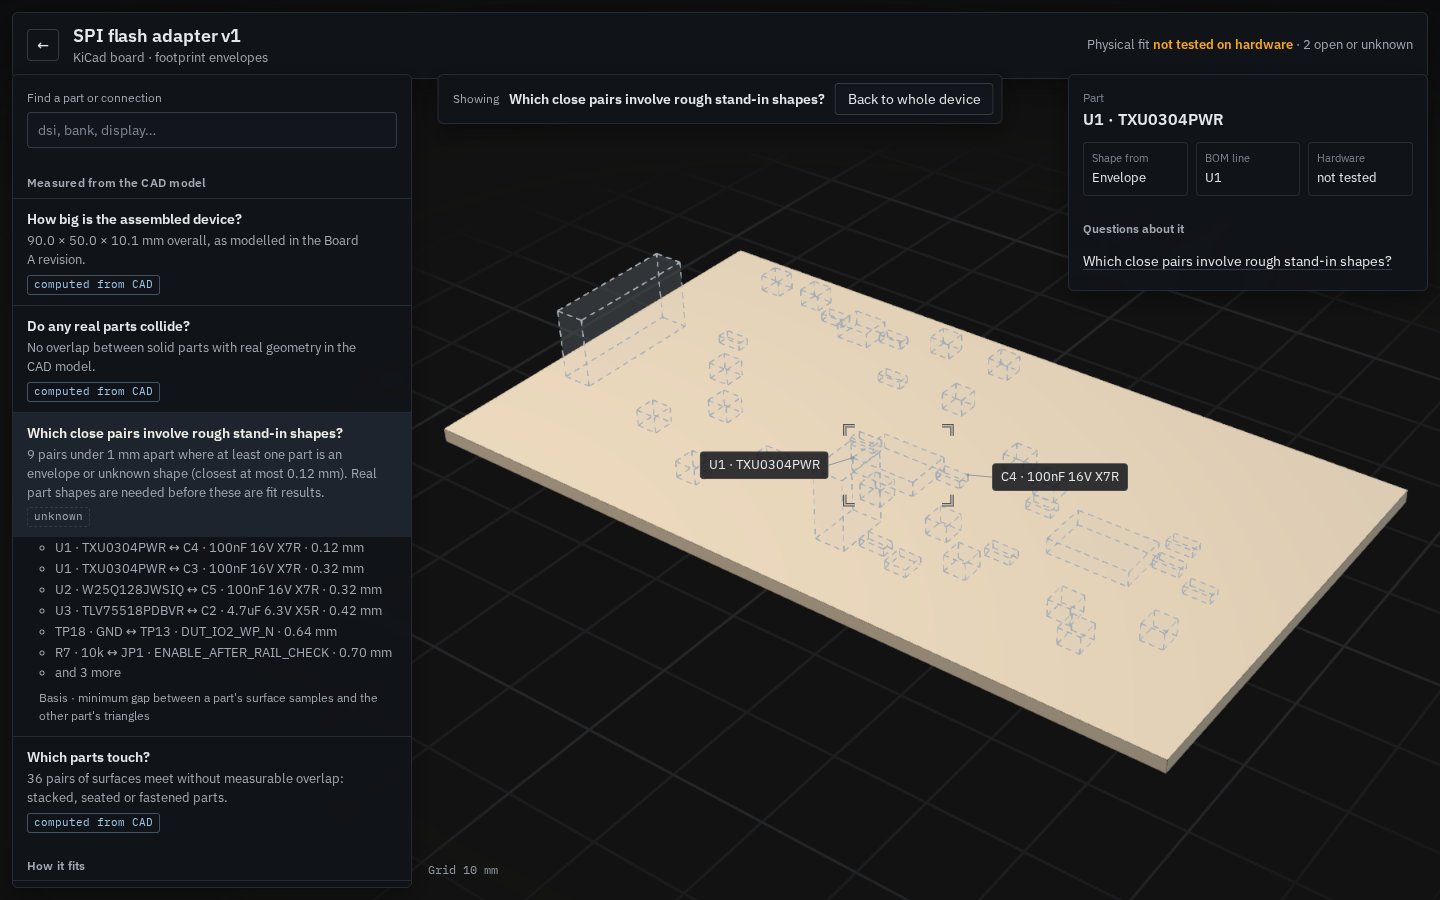 ←
SPI flash adapter v1
KiCad board · footprint envelopes
Physical fit not tested on hardware · 2 open or unknown
Find a part or connection
dsi, bank, display...
Measured from the CAD model
How big is the assembled device?
90.0 × 50.0 × 10.1 mm overall, as modelled in the Board
A revision.
computed from CAD
Do any real parts collide?
No overlap between solid parts with real geometry in the
CAD model.
computed from CAD
Which close pairs involve rough stand-in shapes?
9 pairs under 1 mm apart where at least one part is an
envelope or unknown shape (closest at most 0.12 mm). Real
part shapes are needed before these are fit results.
unknown
U1 · TXU0304PWR ↔ C4 · 100nF 16V X7R · 0.12 mm
U1 · TXU0304PWR ↔ C3 · 100nF 16V X7R · 0.32 mm
U2 · W25Q128JWSIQ ↔ C5 · 100nF 16V X7R · 0.32 mm
U3 · TLV75518PDBVR ↔ C2 · 4.7uF 6.3V X5R · 0.42 mm
TP18 · GND ↔ TP13 · DUT_IO2_WP_N · 0.64 mm
R7 · 10k ↔ JP1 · ENABLE_AFTER_RAIL_CHECK · 0.70 mm
and 3 more
Basis · minimum gap between a part's surface samples and the
other part's triangles
Which parts touch?
36 pairs of surfaces meet without measurable overlap:
stacked, seated or fastened parts.
computed from CAD
How it fits
Showing Which close pairs involve rough stand-in shapes? Back to whole device
U1 · TXU0304PWR
C4 · 100nF 16V X7R
Grid 10 mm
Part
U1 · TXU0304PWR
Shape from BOM line Hardware
Envelope U1 not tested
Questions about it
Which close pairs involve rough stand-in shapes?